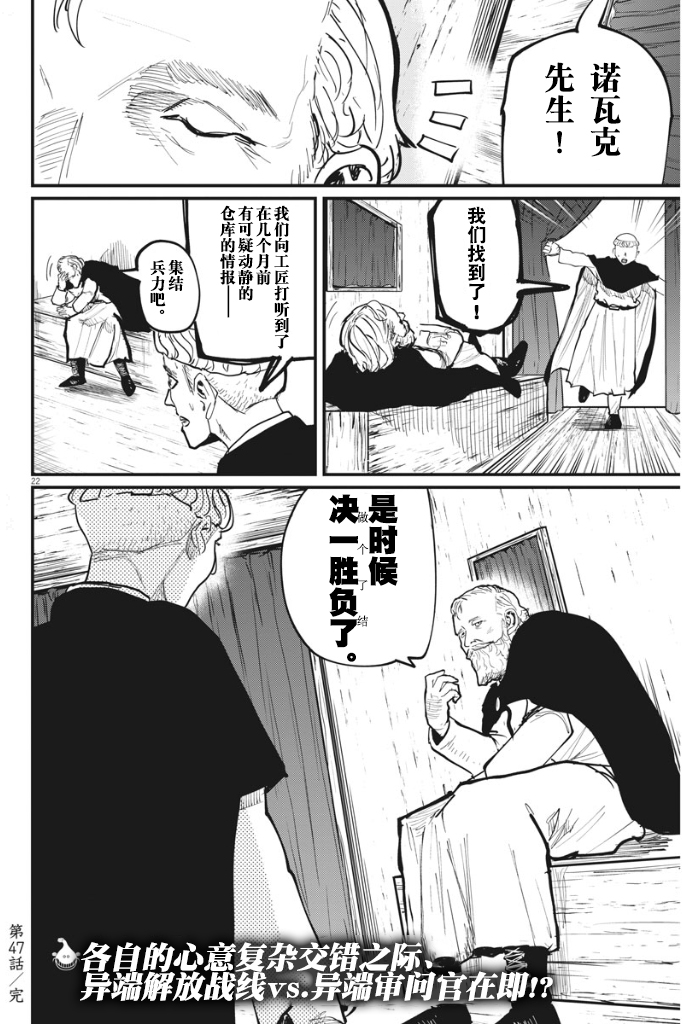 诺瓦克
先生！
我们找到了！
我们向工匠打听到了
在几个月前
有可疑动静的
仓库的情报——
集结
兵力吧。
22
是时候
做个了结
决一胜负了。
各自的心意复杂交错之际、
异端解放战线vs.异端审问官在即!?
第47話／完